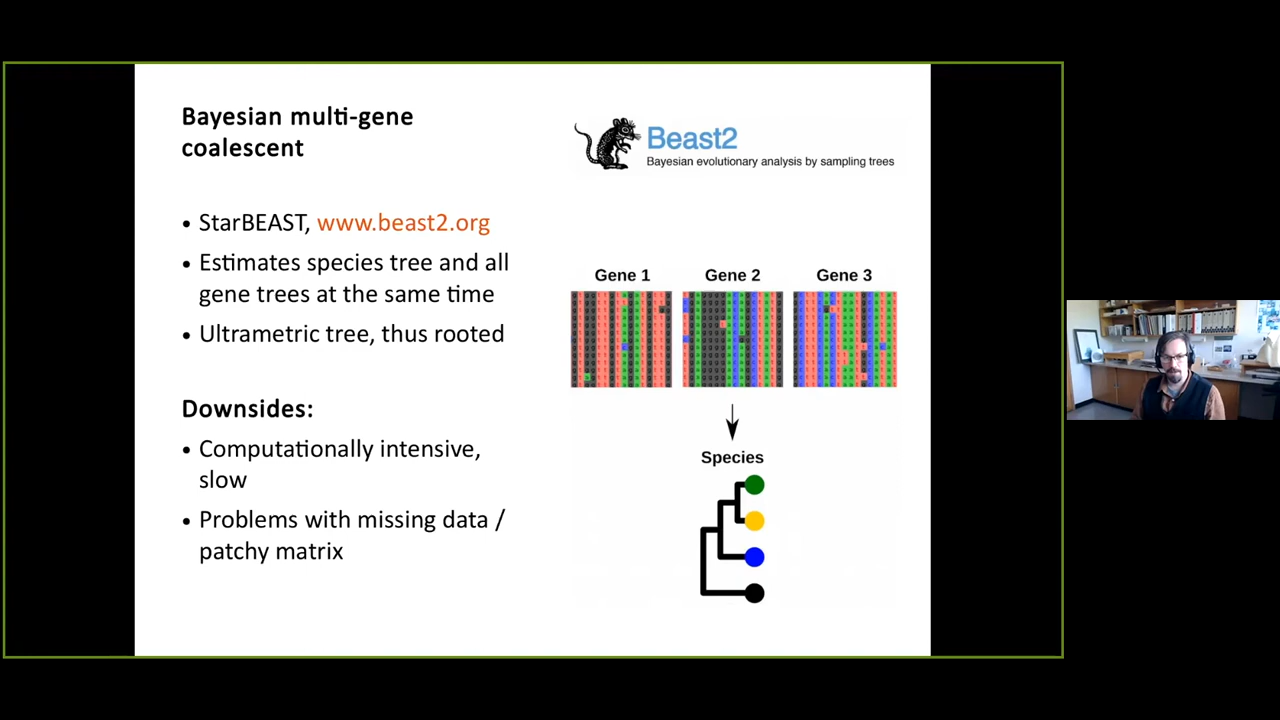 Bayesian multi-gene
coalescent
• StarBEAST, www.beast2.org
• Estimates species tree and all
gene trees at the same time
• Ultrametric tree, thus rooted
Downsides:
• Computationally intensive,
slow
• Problems with missing data /
patchy matrix
Beast2
Bayesian evolutionary analysis by sampling trees
Gene 1 Gene 2 Gene 3
Species